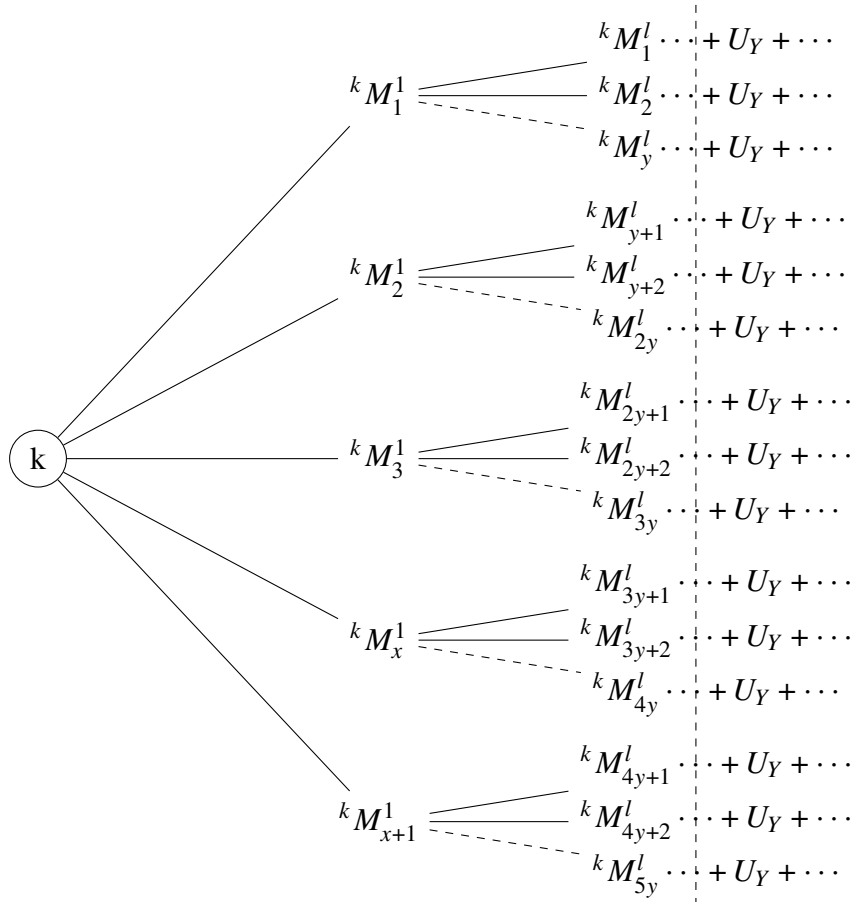 ᵏM₁ˡ ⋯ + U_Y + ⋯
ᵏM₁¹
ᵏM₂ˡ ⋯ + U_Y + ⋯
ᵏM_yˡ ⋯ + U_Y + ⋯
ᵏM_{y+1}ˡ ⋯ + U_Y + ⋯
ᵏM₂¹
ᵏM_{y+2}ˡ ⋯ + U_Y + ⋯
ᵏM_{2y}ˡ ⋯ + U_Y + ⋯
ᵏM_{2y+1}ˡ ⋯ + U_Y + ⋯
k
ᵏM₃¹
ᵏM_{2y+2}ˡ ⋯ + U_Y + ⋯
ᵏM_{3y}ˡ ⋯ + U_Y + ⋯
ᵏM_{3y+1}ˡ ⋯ + U_Y + ⋯
ᵏM_x¹
ᵏM_{3y+2}ˡ ⋯ + U_Y + ⋯
ᵏM_{4y}ˡ ⋯ + U_Y + ⋯
ᵏM_{4y+1}ˡ ⋯ + U_Y + ⋯
ᵏM_{x+1}¹
ᵏM_{4y+2}ˡ ⋯ + U_Y + ⋯
ᵏM_{5y}ˡ ⋯ + U_Y + ⋯